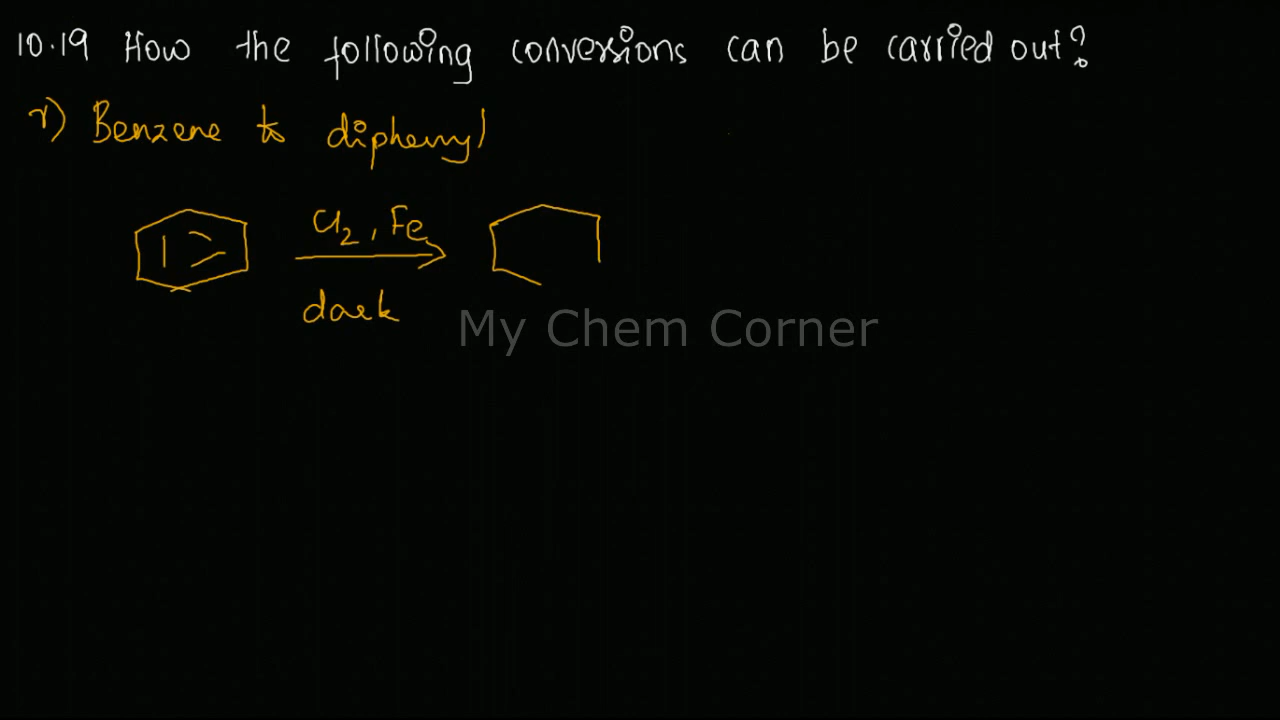 10.19 How the following conversions can be carried out?
r) Benzene to diphenyl
Cl2, Fe
dark
My Chem Corner